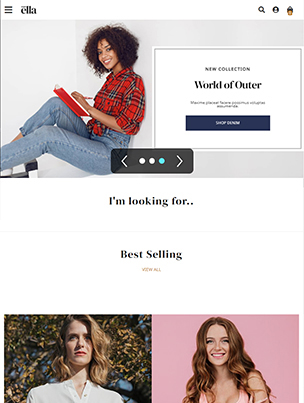 ella
NEW COLLECTION
World of Outer
Maxime placeat facere possimus voluptas
assumenda
SHOP DENIM
I'm looking for..
Best Selling
VIEW ALL